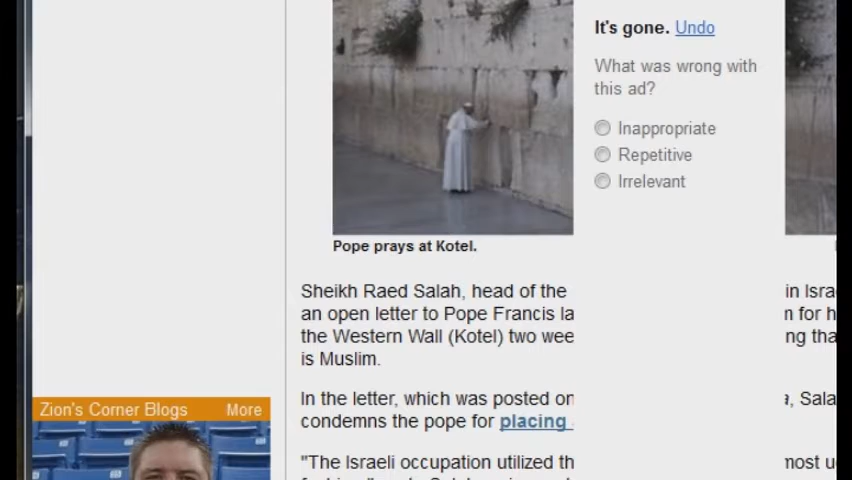 It's gone. Undo
What was wrong with
this ad?
Inappropriate
Repetitive
Irrelevant
Pope prays at Kotel.
Sheikh Raed Salah, head of the in Isra
an open letter to Pope Francis la m for h
the Western Wall (Kotel) two wee ng tha
is Muslim.
In the letter, which was posted on a, Sala
condemns the pope for placing
"The Israeli occupation utilized th most u
Zion's Corner Blogs More